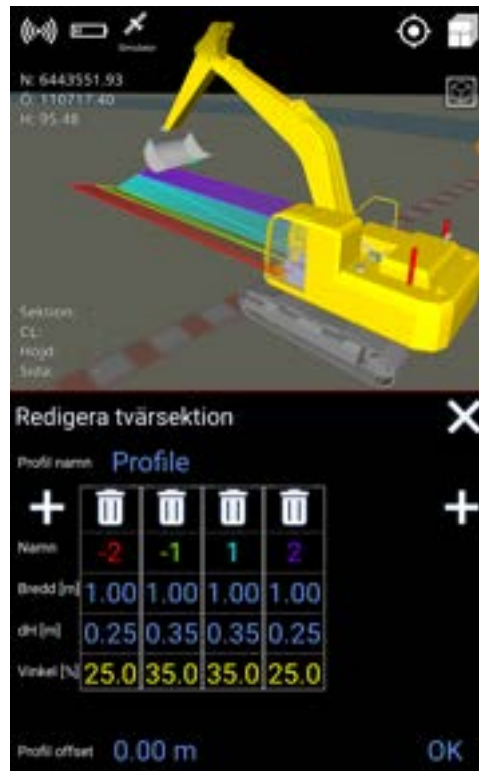 Simulator
N: 6443551.93
Ö: 110717.40
H: 95.48
Sektion:
CL:
Höjd:
Sida:
Redigera tvärsektion
Profil namn Profile
Namn -2 -1 1 2
Bredd [m] 1.00 1.00 1.00 1.00
dH [m] 0.25 0.35 0.35 0.25
Vinkel [%] 25.0 35.0 35.0 25.0
Profil offset 0.00 m OK